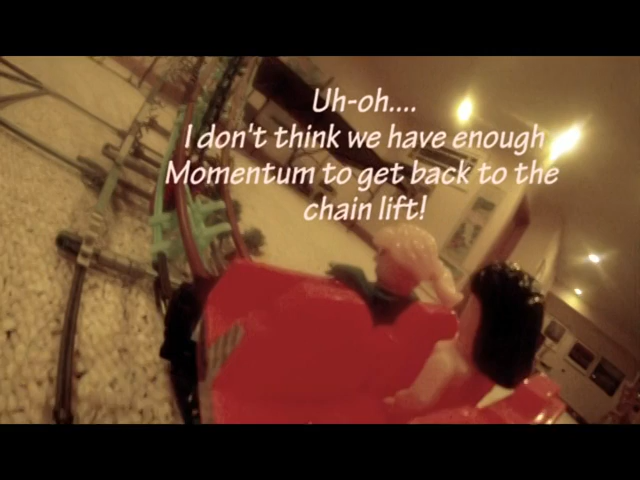 Uh-oh....
I don't think we have enough
Momentum to get back to the
chain lift!